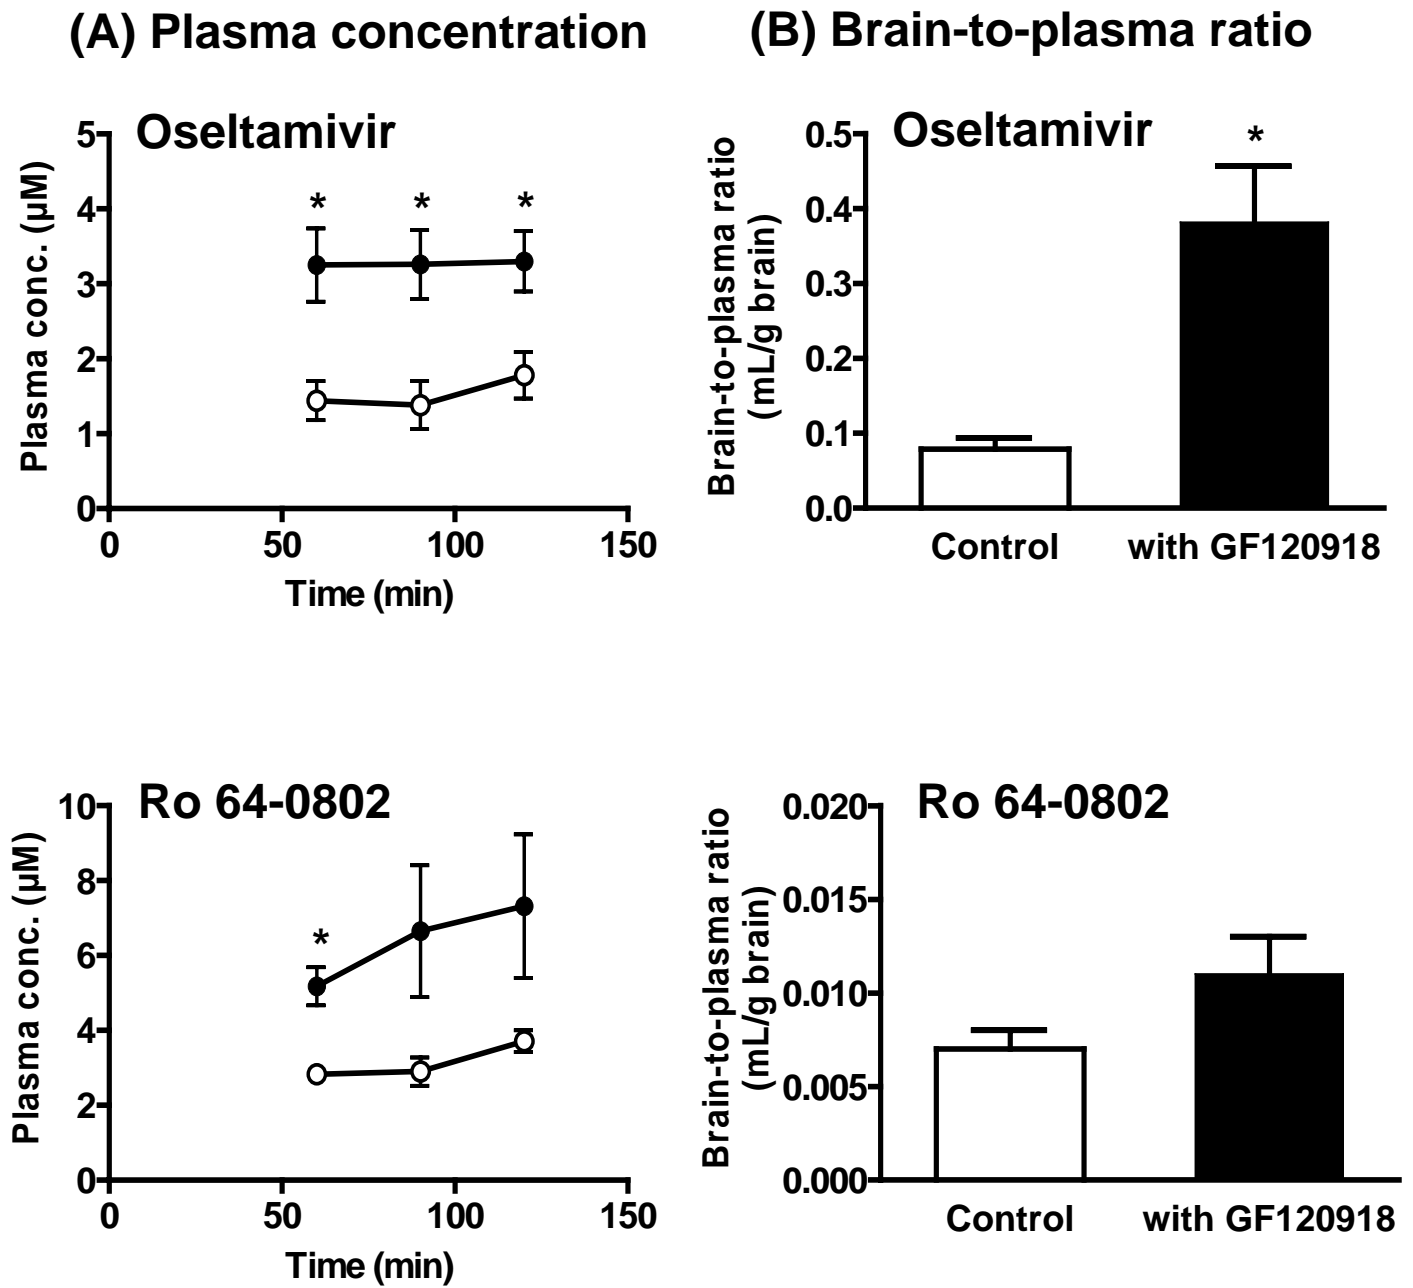 (A) Plasma concentration
(B) Brain-to-plasma ratio
Oseltamivir
Plasma conc. (µM)
5
4
3
2
1
0
* * *
0 50 100 150
Time (min)
Oseltamivir
Brain-to-plasma ratio
(mL/g brain)
0.5
0.4
0.3
0.2
0.1
0.0
*
Control with GF120918
Ro 64-0802
Plasma conc. (µM)
10
8
6
4
2
0
*
0 50 100 150
Time (min)
Ro 64-0802
Brain-to-plasma ratio
(mL/g brain)
0.020
0.015
0.010
0.005
0.000
Control with GF120918